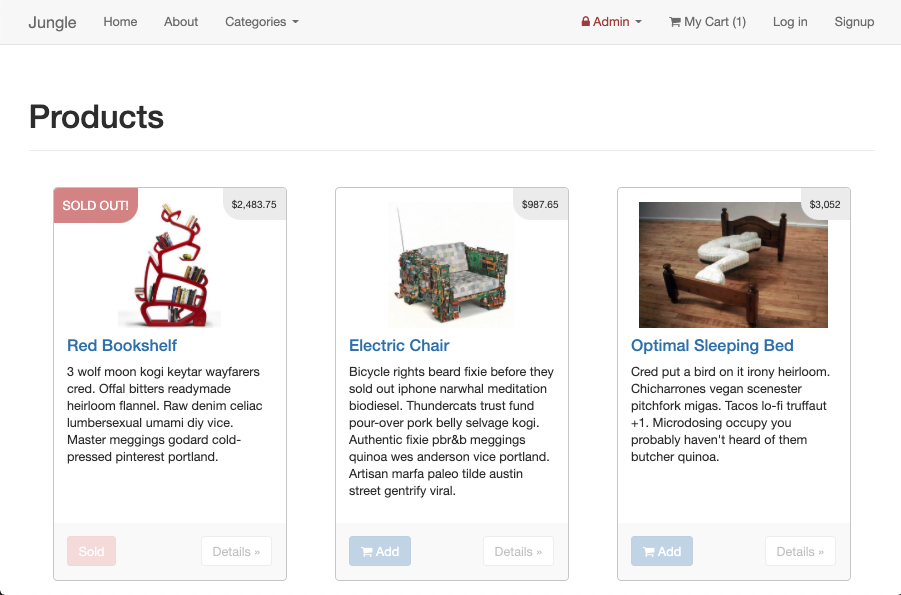 Jungle Home About Categories Admin My Cart (1) Log in Signup
Products
SOLD OUT! $2,483.75
Red Bookshelf
3 wolf moon kogi keytar wayfarers
cred. Offal bitters readymade
heirloom flannel. Raw denim celiac
lumbersexual umami diy vice.
Master meggings godard cold-
pressed pinterest portland.
Sold Details »
$987.65
Electric Chair
Bicycle rights beard fixie before they
sold out iphone narwhal meditation
biodiesel. Thundercats trust fund
pour-over pork belly selvage kogi.
Authentic fixie pbr&b meggings
quinoa wes anderson vice portland.
Artisan marfa paleo tilde austin
street gentrify viral.
Add Details »
$3,052
Optimal Sleeping Bed
Cred put a bird on it irony heirloom.
Chicharrones vegan scenester
pitchfork migas. Tacos lo-fi truffaut
+1. Microdosing occupy you
probably haven't heard of them
butcher quinoa.
Add Details »